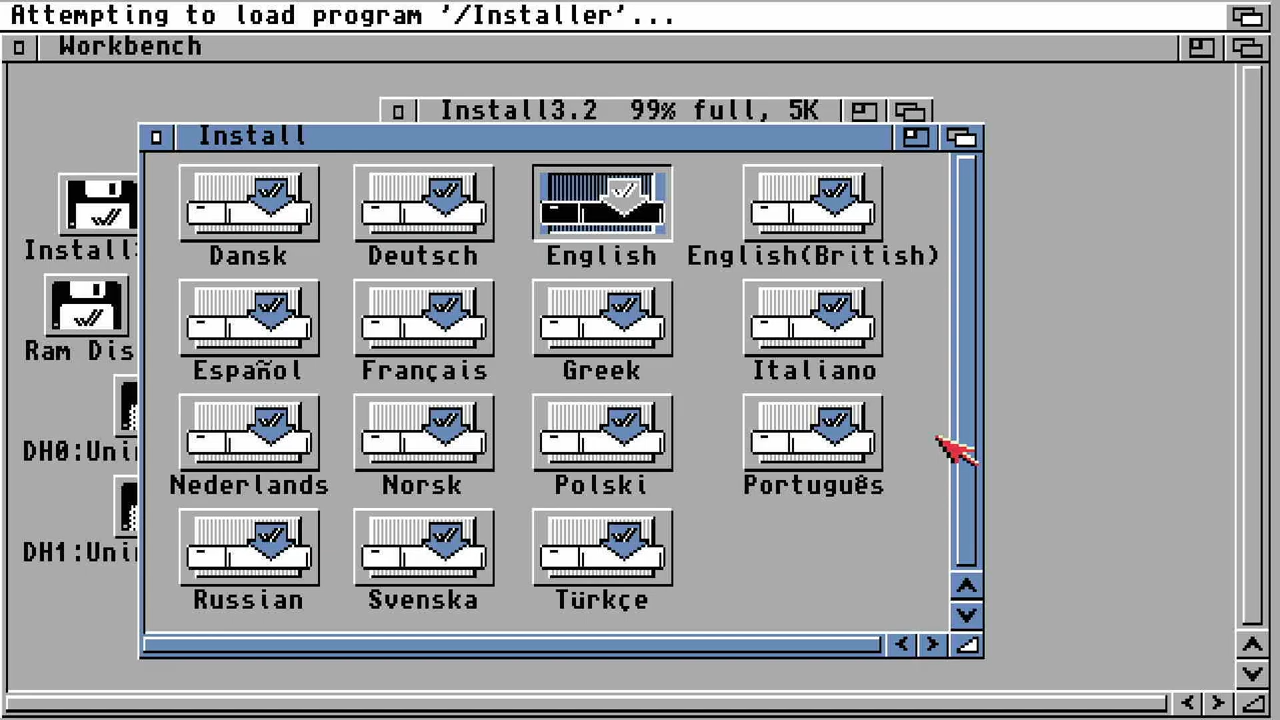 Attempting to load program '/Installer'...
Workbench
Install3.2 99% full, 5K
Install
Dansk Deutsch English English(British)
Install
Español Français Greek Italiano
Ram Dis
Nederlands Norsk Polski Português
DH0:Uni
Russian Svenska Türkçe
DH1:Uni